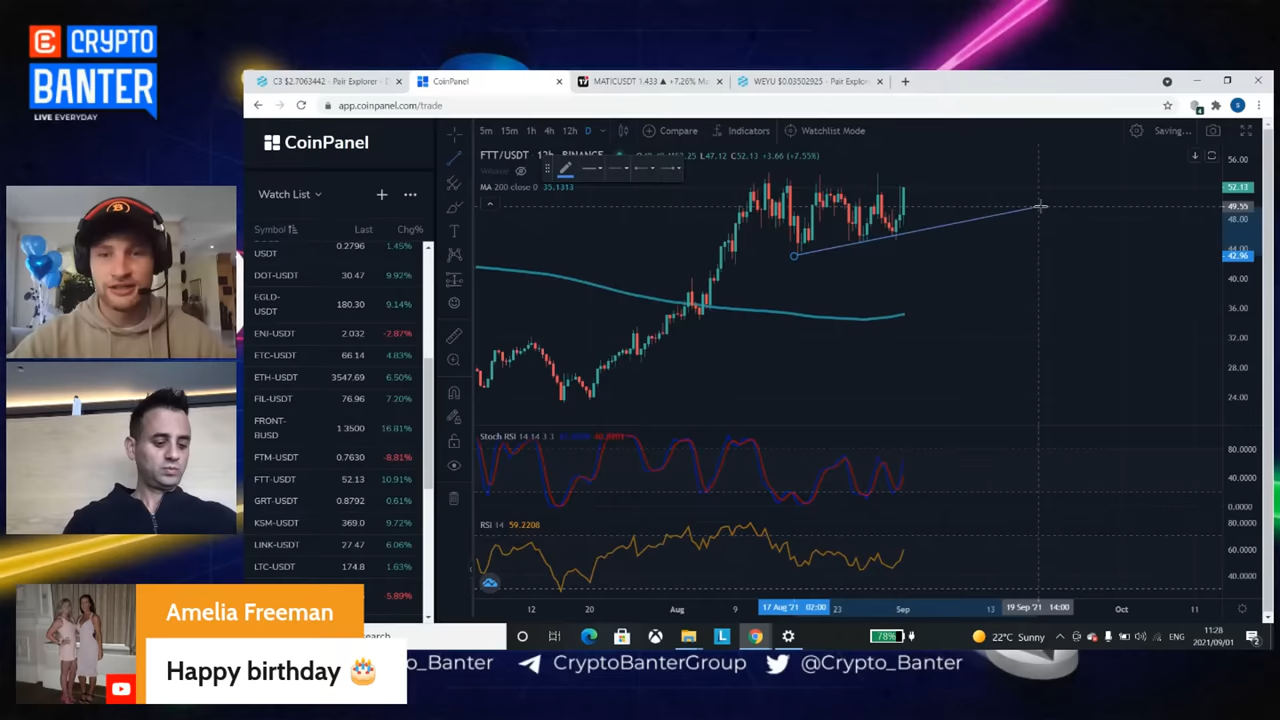 CRYPTO
BANTER
LIVE EVERYDAY
C3 $2.7063442 - Pair Explorer -
CoinPanel
MATICUSDT 1.433 ▲ +7.26%
WEYU $0.03502925 - Pair Explor
app.coinpanel.com/trade
CoinPanel
5m 15m 1h 4h 12h D
Compare
Indicators
Watchlist Mode
Saving...
FTT/USDT 12h BINANCE
L47.12 C52.13 +3.66 (+7.55%)
Volume
MA 200 close 0 35.1313
Watch List
Symbol Last Chg%
USDT 0.2796 1.45%
DOT-USDT 30.47 9.92%
EGLD-
USDT 180.30 9.14%
ENJ-USDT 2.032 -2.87%
ETC-USDT 66.14 4.83%
ETH-USDT 3547.69 6.50%
FIL-USDT 76.96 7.20%
FRONT-
BUSD 1.3500 16.81%
FTM-USDT 0.7630 -8.81%
FTT-USDT 52.13 10.91%
GRT-USDT 0.8792 0.61%
KSM-USDT 369.0 9.72%
LINK-USDT 27.47 6.06%
LTC-USDT 174.8 1.63%
-5.89%
56.00
52.13
49.55
48.00
44.00
42.96
40.00
36.00
32.00
28.00
24.00
Stoch RSI 14 14 3 3
80.0000
40.0000
0.0000
RSI 14 59.2208
80.0000
60.0000
40.0000
12 20 Aug 9 17 Aug '21 02:00 23 Sep 13 19 Sep '21 14:00 Oct 11
earch
78%
22°C Sunny
ENG
11:28
2021/09/01
2
Amelia Freeman
Happy birthday 🎂
o_Banter
CryptoBanterGroup
@Crypto_Banter